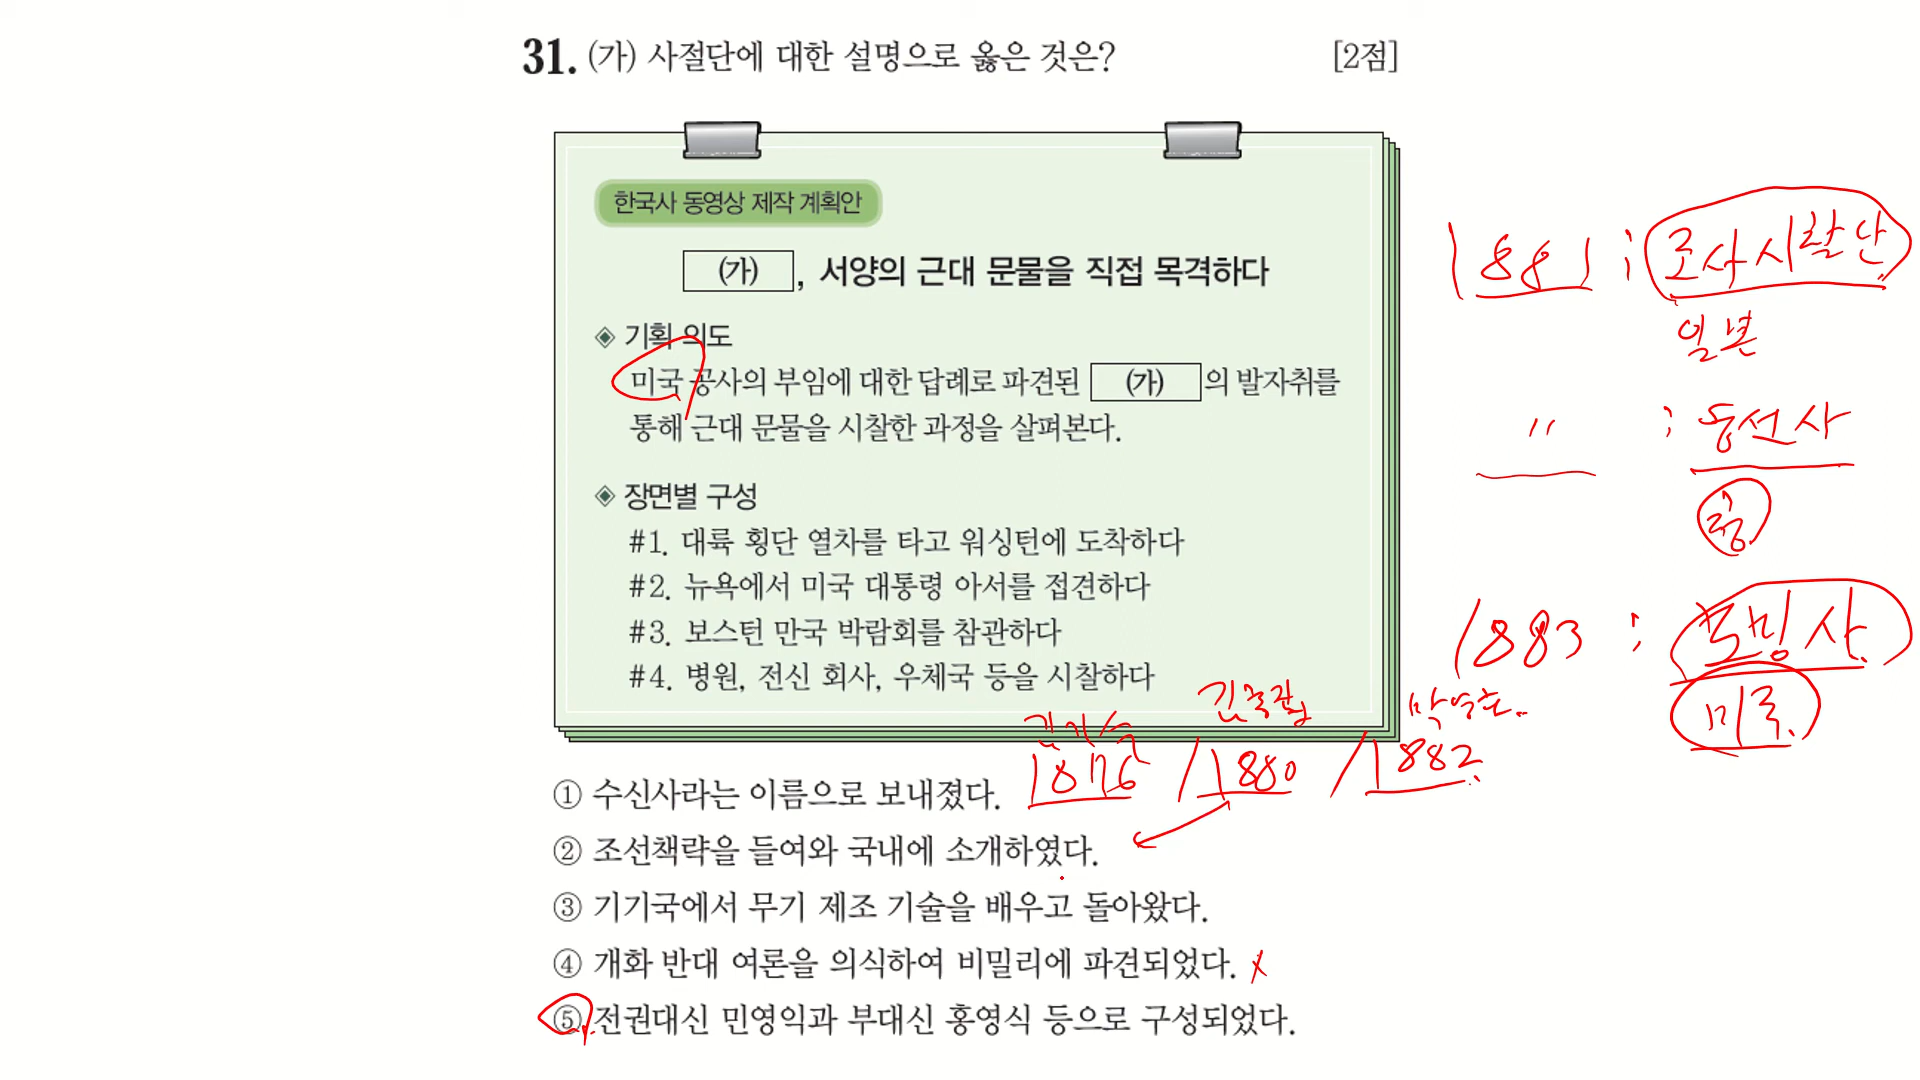 31. (가) 사절단에 대한 설명으로 옳은 것은? [2점]
한국사 동영상 제작 계획안
(가), 서양의 근대 문물을 직접 목격하다
◈ 기획 의도
미국 공사의 부임에 대한 답례로 파견된 (가)의 발자취를
통해 근대 문물을 시찰한 과정을 살펴본다.
◈ 장면별 구성
#1. 대륙 횡단 열차를 타고 워싱턴에 도착하다
#2. 뉴욕에서 미국 대통령 아서를 접견하다
#3. 보스턴 만국 박람회를 참관하다
#4. 병원, 전신 회사, 우체국 등을 시찰하다
① 수신사라는 이름으로 보내졌다.
② 조선책략을 들여와 국내에 소개하였다.
③ 기기국에서 무기 제조 기술을 배우고 돌아왔다.
④ 개화 반대 여론을 의식하여 비밀리에 파견되었다. x
⑤ 전권대신 민영익과 부대신 홍영식 등으로 구성되었다.
1881 : 조사시찰단
일본
" : 영선사
청
1883 : 보빙사
미국
김기수 김홍집 박영효
1876 / 1880 / 1882